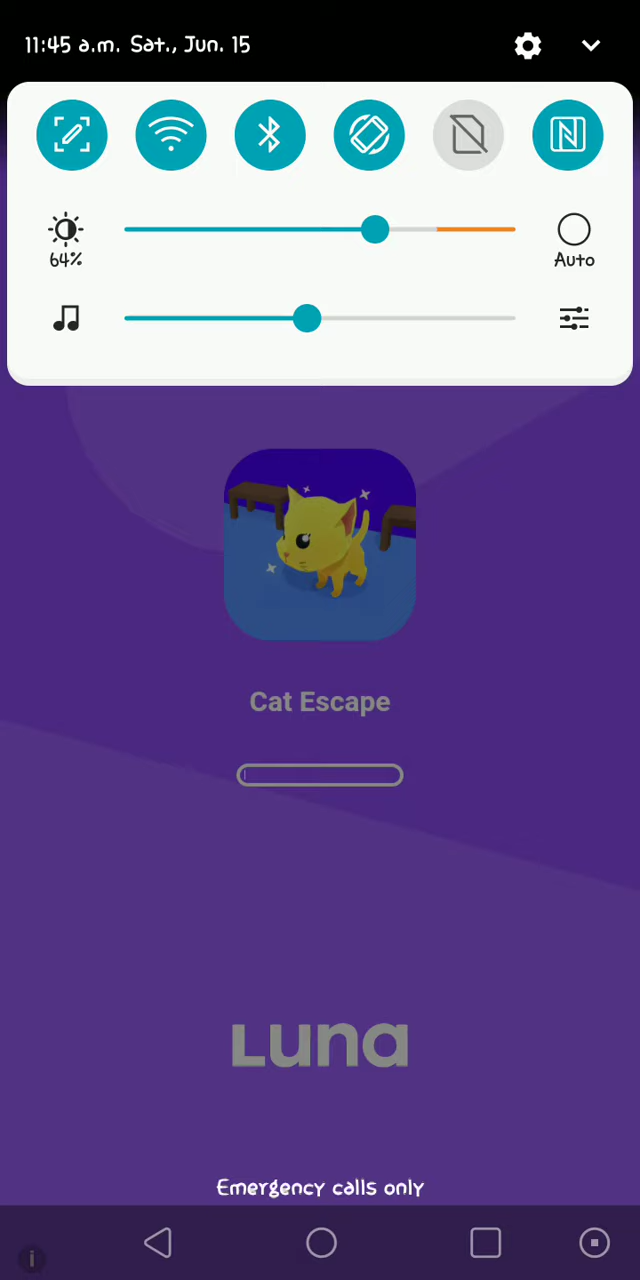 11:45 a.m. Sat., Jun. 15
64%
Auto
Cat Escape
Luna
Emergency calls only